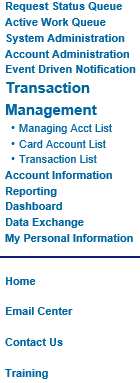 Request Status Queue
Active Work Queue
System Administration
Account Administration
Event Driven Notification
Transaction
Management
• Managing Acct List
• Card Account List
• Transaction List
Account Information
Reporting
Dashboard
Data Exchange
My Personal Information
Home
Email Center
Contact Us
Training